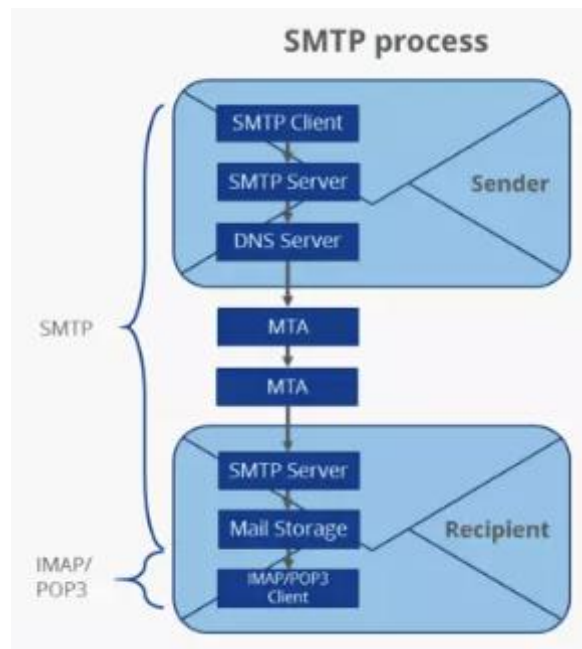 SMTP process
SMTP Client
SMTP Server
Sender
DNS Server
SMTP
MTA
MTA
SMTP Server
Mail Storage
Recipient
IMAP/
POP3
IMAP/POP3
Client